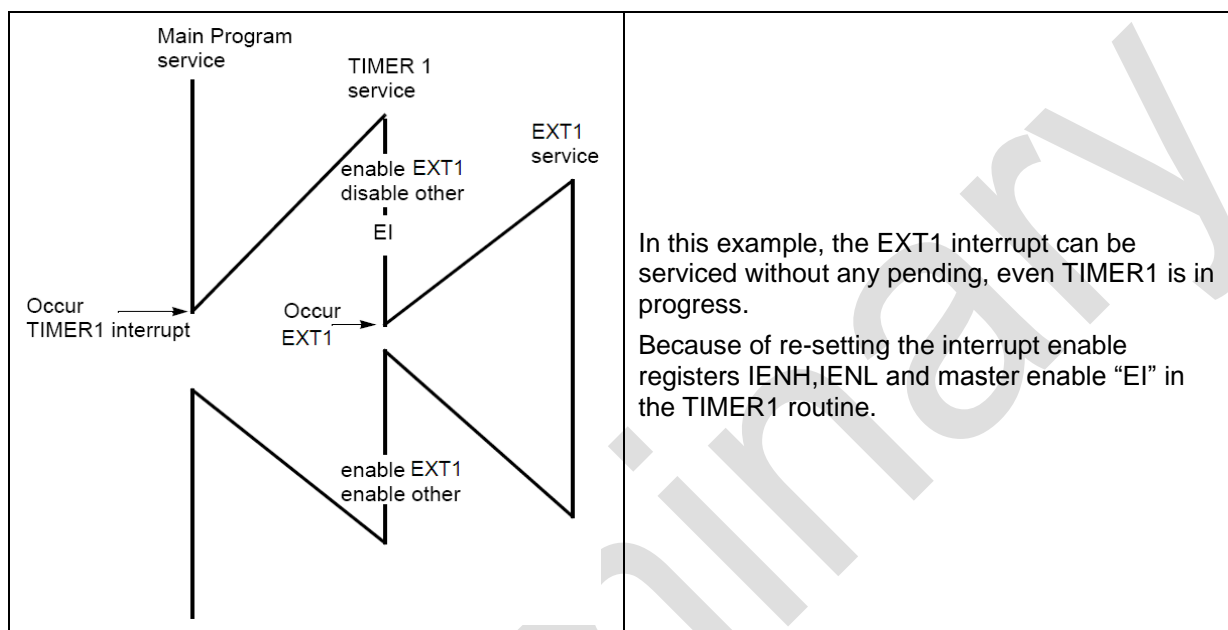 Main Program
service
TIMER 1
service
EXT1
service
enable EXT1
disable other
EI
Occur
TIMER1 interrupt
Occur
EXT1
enable EXT1
enable other
In this example, the EXT1 interrupt can be
serviced without any pending, even TIMER1 is in
progress.
Because of re-setting the interrupt enable
registers IENH,IENL and master enable “EI” in
the TIMER1 routine.
inary